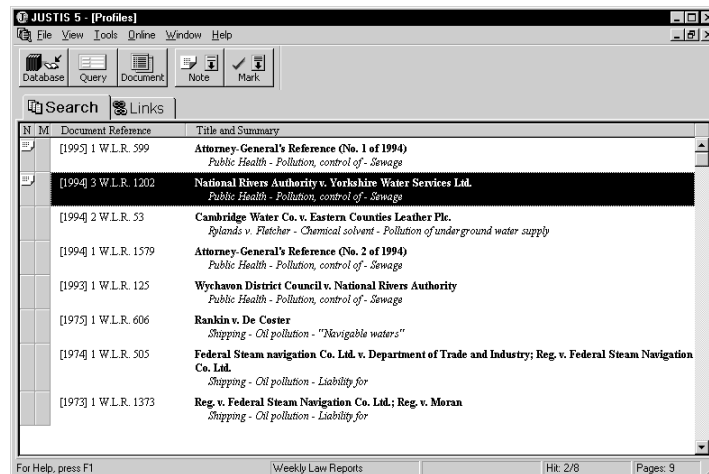 JUSTIS 5 - [Profiles]
File View Tools Online Window Help
Database Query Document Note Mark
Search Links
N M Document Reference Title and Summary
[1995] 1 W.L.R. 599 Attorney-General's Reference (No. 1 of 1994)
Public Health - Pollution, control of - Sewage
[1994] 3 W.L.R. 1202 National Rivers Authority v. Yorkshire Water Services Ltd.
Public Health - Pollution, control of - Sewage
[1994] 2 W.L.R. 53 Cambridge Water Co. v. Eastern Counties Leather Plc.
Rylands v. Fletcher - Chemical solvent - Pollution of underground water supply
[1994] 1 W.L.R. 1579 Attorney-General's Reference (No. 2 of 1994)
Public Health - Pollution, control of - Sewage
[1993] 1 W.L.R. 125 Wychavon District Council v. National Rivers Authority
Public Health - Pollution, control of - Sewage
[1975] 1 W.L.R. 606 Rankin v. De Coster
Shipping - Oil pollution - "Navigable waters"
[1974] 1 W.L.R. 505 Federal Steam navigation Co. Ltd. v. Department of Trade and Industry; Reg. v. Federal Steam Navigation
Co. Ltd.
Shipping - Oil pollution - Liability for
[1973] 1 W.L.R. 1373 Reg. v. Federal Steam Navigation Co. Ltd.; Reg. v. Moran
Shipping - Oil pollution - Liability for
For Help, press F1 Weekly Law Reports Hit: 2/8 Pages: 9